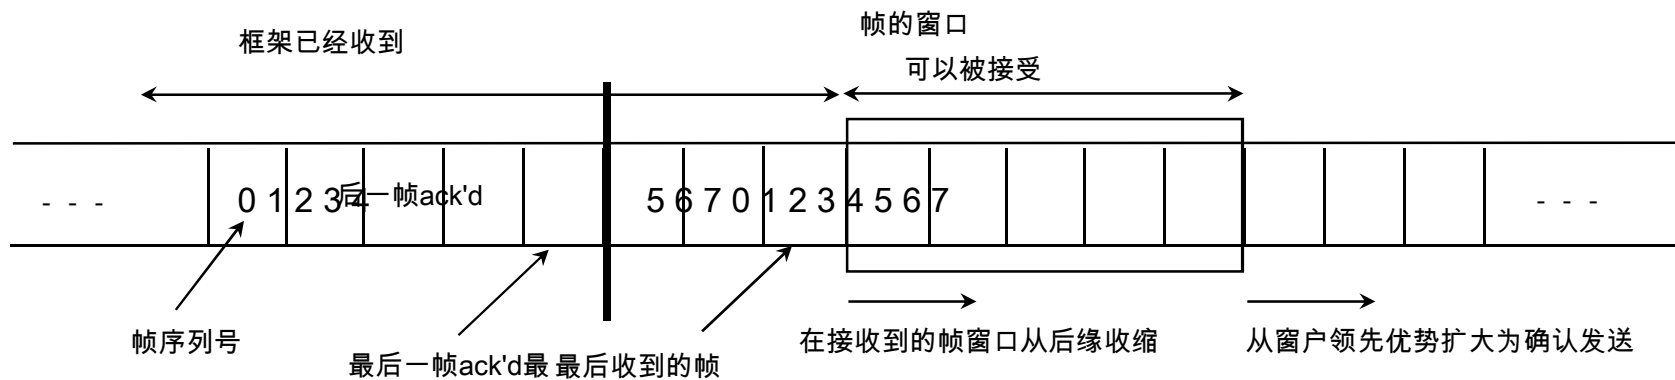 帧的窗口
框架已经收到
可以被接受
- - -
0 1 2 3 4
后一帧ack'd
5 6 7 0 1 2 3 4 5 6 7
- - -
帧序列号
最后一帧ack'd最 最后收到的帧
在接收到的帧窗口从后缘收缩
从窗户领先优势扩大为确认发送